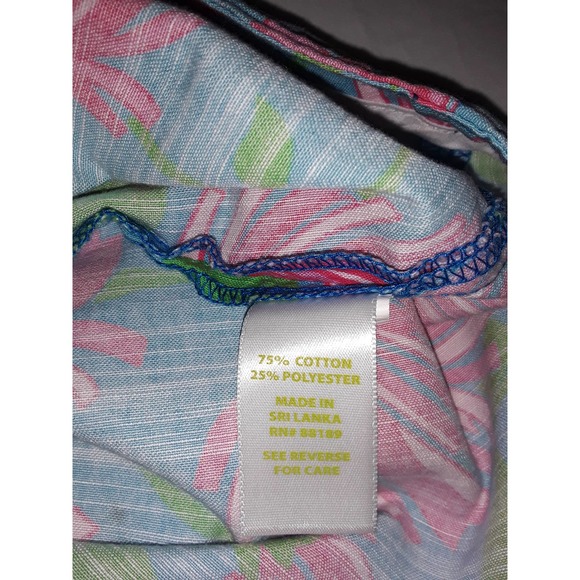 75% COTTON
25% POLYESTER
MADE IN
SRI LANKA
RN# 88189
SEE REVERSE
FOR CARE